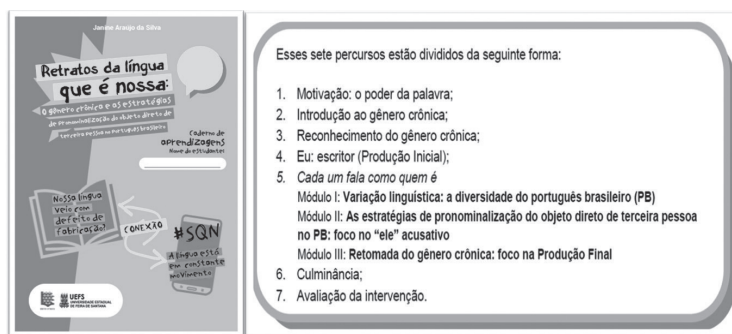 Janine Araújo da Silva
Retratos da língua
que é nossa:
o gênero crônica e as estratégias
de pronominalização do objeto direto de
terceira pessoa no português brasileiro
Caderno de
aprendizagens
Nome do estudante:
Nossa língua
veio com
defeito de
fabricação?
CONEXÃO
#SQN
A língua está
em constante
movimento
UEFS
UNIVERSIDADE ESTADUAL
DE FEIRA DE SANTANA
Esses sete percursos estão divididos da seguinte forma:
1. Motivação: o poder da palavra;
2. Introdução ao gênero crônica;
3. Reconhecimento do gênero crônica;
4. Eu: escritor (Produção Inicial);
5. Cada um fala como quem é
Módulo I: Variação linguística: a diversidade do português brasileiro (PB)
Módulo II: As estratégias de pronominalização do objeto direto de terceira pessoa
no PB: foco no “ele” acusativo
Módulo III: Retomada do gênero crônica: foco na Produção Final
6. Culminância;
7. Avaliação da intervenção.